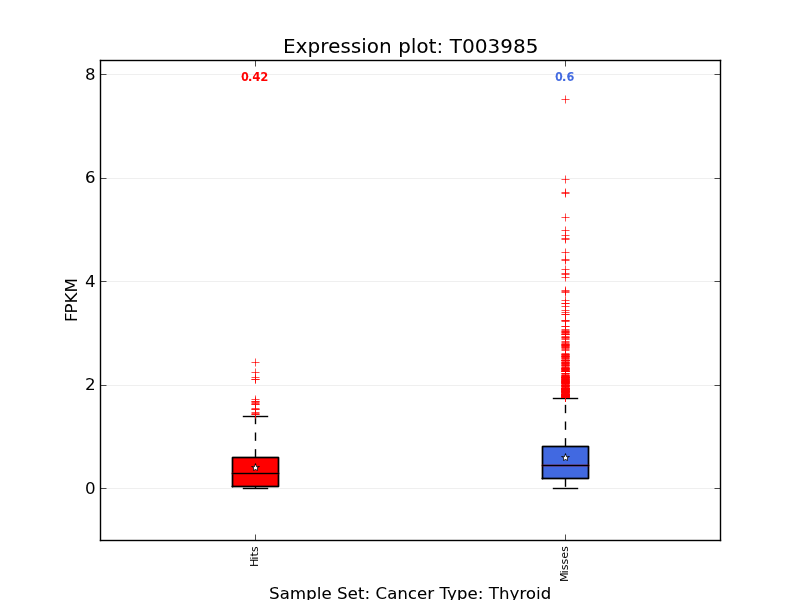 Expression plot: T003985
0.42
0.6
8
6
4
2
0
FPKM
Hits
Misses
Sample Set: Cancer Type: Thyroid